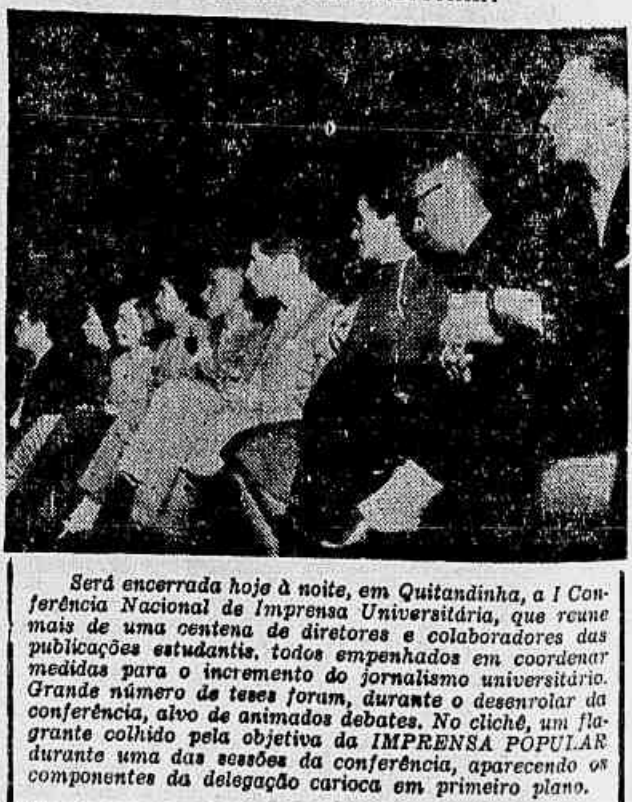 Será encerrada hoje à noite, em Quitandinha, a I Con-
ferência Nacional de Imprensa Universitária, que reune
mais de uma centena de diretores e colaboradores das
publicações estudantis, todos empenhados em coordenar
medidas para o incremento do jornalismo universitário.
Grande número de teses foram, durante o desenrolar da
conferência, alvo de animados debates. No clichê, um fla-
grante colhido pela objetiva da IMPRENSA POPULAR
durante uma das sessões da conferência, aparecendo os
componentes da delegação carioca em primeiro plano.